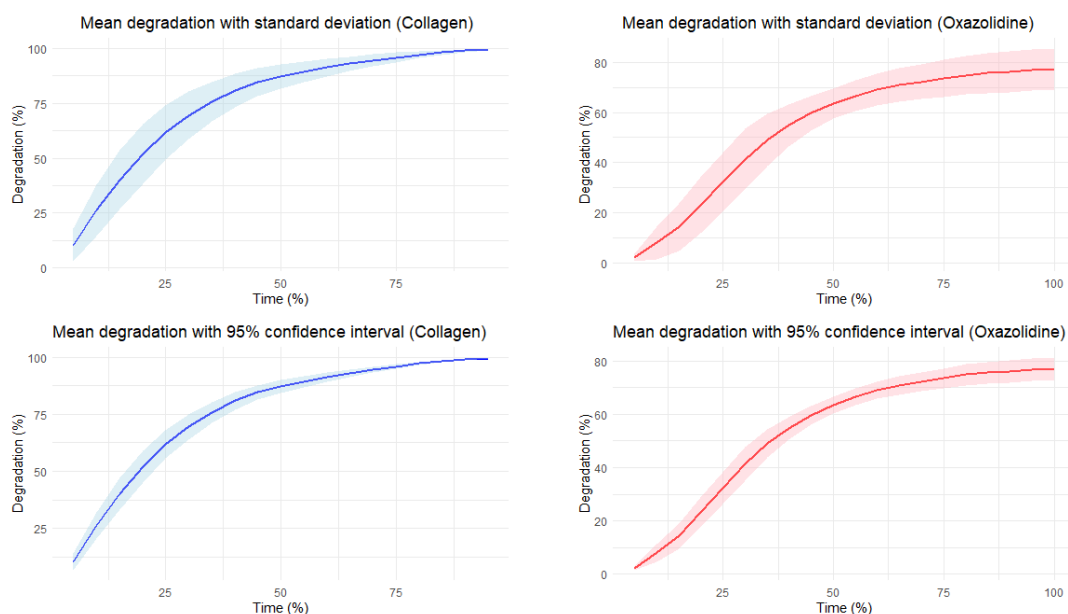 Mean degradation with standard deviation (Collagen)
100
75
50
25
0
Degradation (%)
25
50
75
Time (%)
Mean degradation with standard deviation (Oxazolidine)
80
60
40
20
0
Degradation (%)
25
50
75
100
Time (%)
Mean degradation with 95% confidence interval (Collagen)
100
75
50
25
Degradation (%)
25
50
75
Time (%)
Mean degradation with 95% confidence interval (Oxazolidine)
80
60
40
20
0
Degradation (%)
25
50
75
100
Time (%)